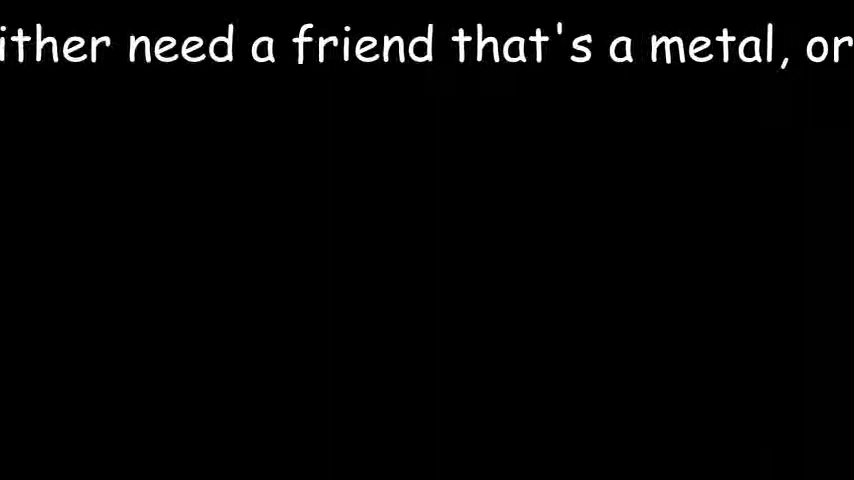 ither need a friend that's a metal, or